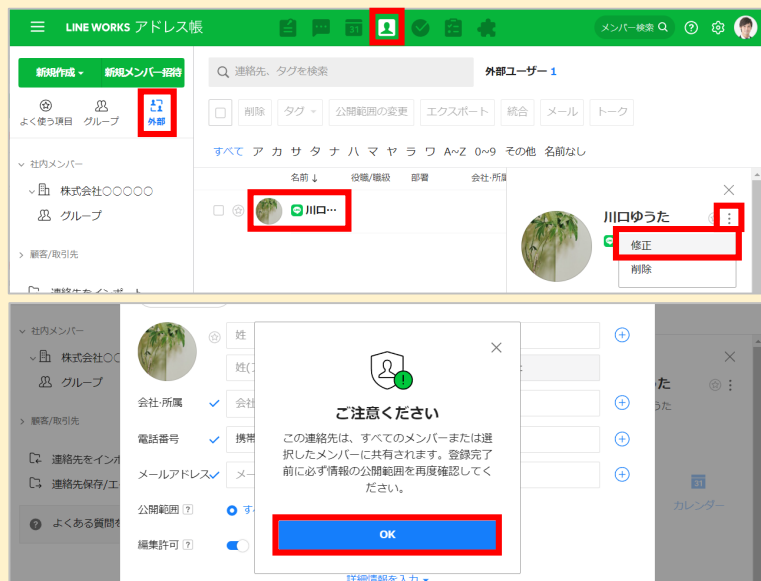 LINE WORKS アドレス帳
31
メンバー検索
新規作成 新規メンバー招待
連絡先、タグを検索
外部ユーザー 1
よく使う項目 グループ 外部
削除 タグ 公開範囲の変更 エクスポート 統合 メール トーク
すべて ア カ サ タ ナ ハ マ ヤ ラ ワ A~Z 0~9 その他 名前なし
社内メンバー
名前↓ 役職/職級 部署 会社·所属
株式会社○○○○○
川口…
グループ
川口ゆうた
修正
削除
顧客/取引先
連絡先をインポート
社内メンバー
株式会社○○
グループ
顧客/取引先
連絡先をインポ
連絡先保存/エ
よくある質問を
姓
姓(フ
会社·所属 会社
電話番号 携帯
メールアドレス メー
公開範囲 ? す
編集許可 ?
詳細情報を入力
ご注意ください
この連絡先は、すべてのメンバーまたは選
択したメンバーに共有されます。登録完了
前に必ず情報の公開範囲を再度確認してく
ださい。
OK
うた
うた
31
カレンダー